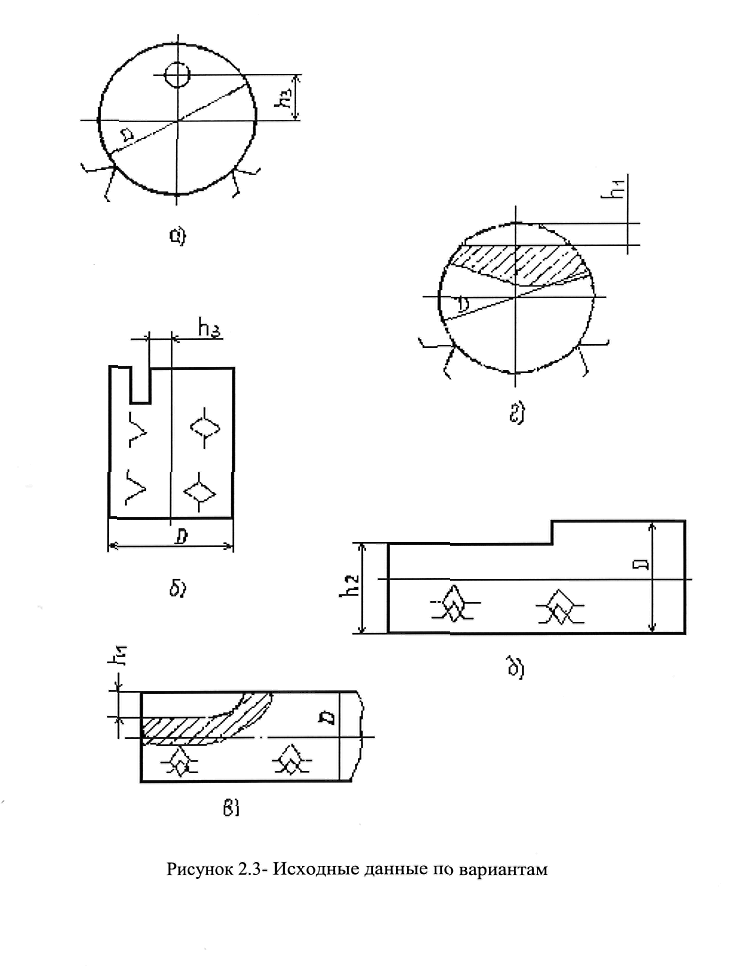 h3
D
а)
h1
D
г)
h3
D
б)
h2
D
д)
h1
D
в)
Рисунок 2.3- Исходные данные по вариантам